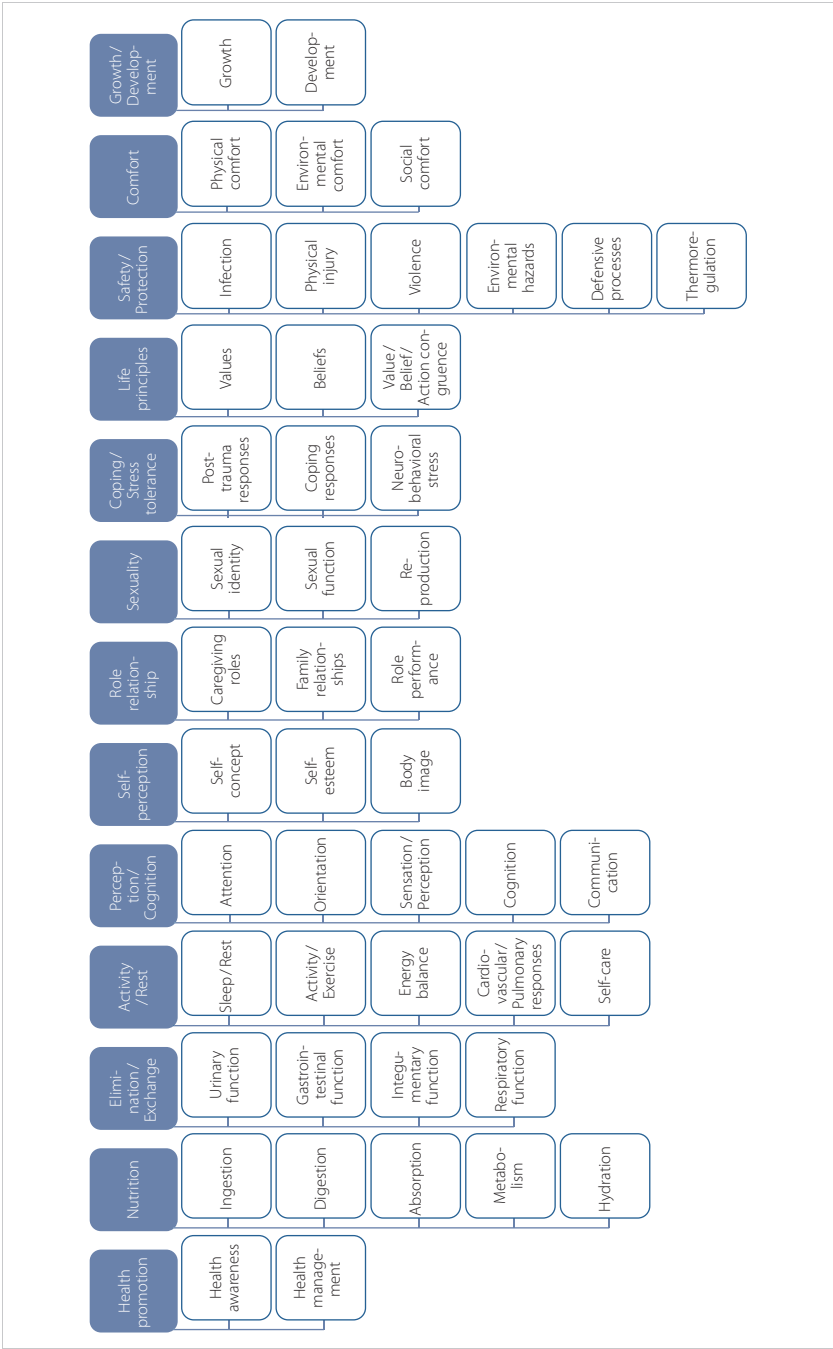 Health
promotion
Health
awareness
Health
manage-
ment
Nutrition
Ingestion
Digestion
Absorption
Metabo-
lism
Hydration
Elimi-
nation/
Exchange
Urinary
function
Gastroin-
testinal
function
Integu-
mentary
function
Respiratory
function
Activity
/Rest
Sleep/Rest
Activity/
Exercise
Energy
balance
Cardio-
vascular/
Pulmonary
responses
Self-care
Percep-
tion/
Cognition
Attention
Orientation
Sensation/
Perception
Cognition
Communi-
cation
Self-
perception
Self-
concept
Self-
esteem
Body
image
Role
relation-
ship
Caregiving
roles
Family
relation-
ships
Role
perform-
ance
Sexuality
Sexual
identity
Sexual
function
Re-
production
Coping/
Stress
tolerance
Post-
trauma
responses
Coping
responses
Neuro-
behavioral
stress
Life
principles
Values
Beliefs
Value/
Belief/
Action con-
gruence
Safety/
Protection
Infection
Physical
injury
Violence
Environ-
mental
hazards
Defensive
processes
Thermore-
gulation
Comfort
Physical
comfort
Environ-
mental
comfort
Social
comfort
Growth/
Develop-
ment
Growth
Develop-
ment